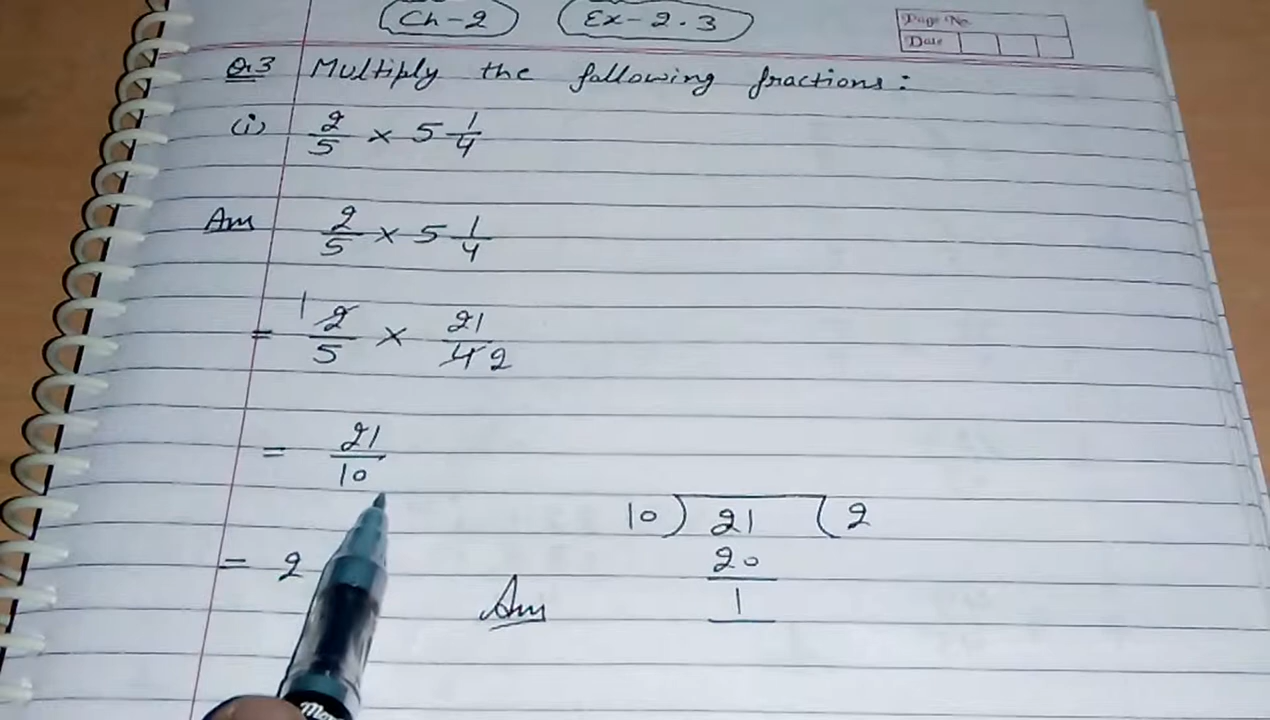 Ch-2 Ex-2.3
Page No.
Date
Q.3 Multiply the following fractions:
(i) 2/5 × 5 1/4
Ans 2/5 × 5 1/4
= 1 2/5 × 21/4 2
= 21/10
10) 21 (2
20
1
= 2 Ans